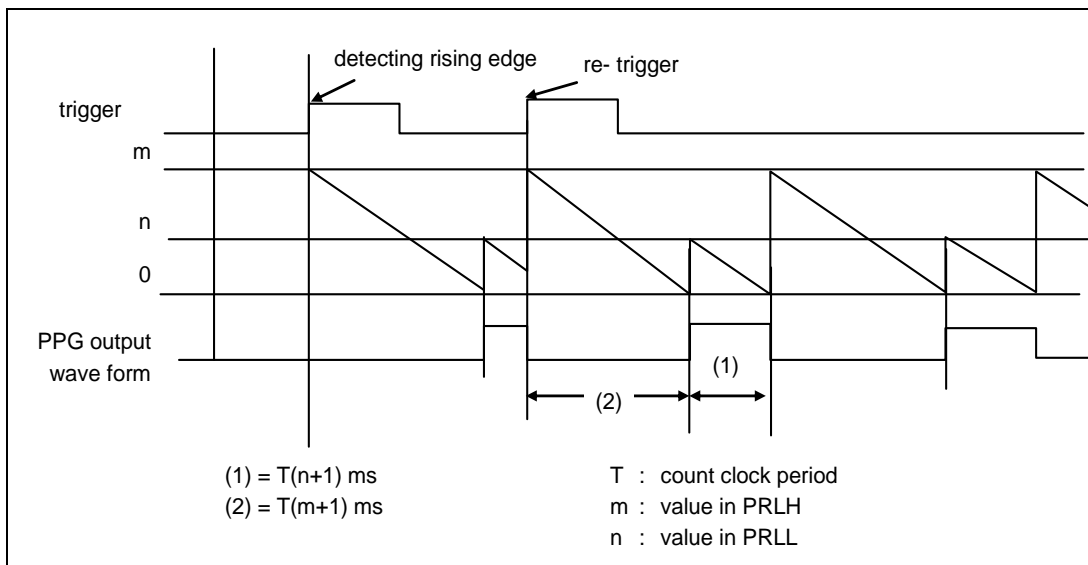 detecting rising edge
re- trigger
trigger
m
n
0
PPG output
wave form
(1)
(2)
(1) = T(n+1) ms
(2) = T(m+1) ms
T : count clock period
m : value in PRLH
n : value in PRLL